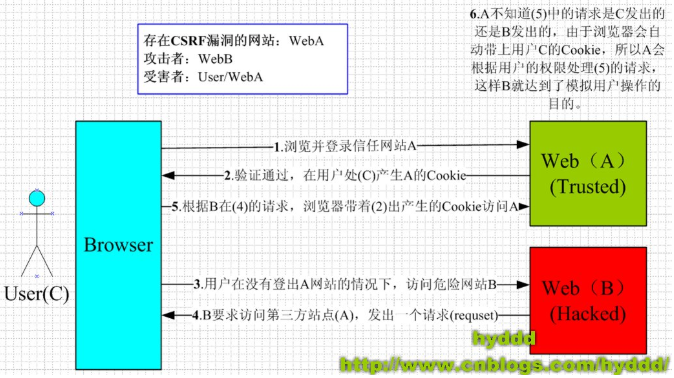 存在CSRF漏洞的网站：WebA
攻击者：WebB
受害者：User/WebA
6.A不知道(5)中的请求是C发出的
还是B发出的，由于浏览器会自
动带上用户C的Cookie，所以A会
根据用户的权限处理(5)的请求，
这样B就达到了模拟用户操作的
目的。
1.浏览并登录信任网站A
2.验证通过，在用户处(C)产生A的Cookie
5.根据B在(4)的请求，浏览器带着(2)出产生的Cookie访问A
Web（A）
(Trusted)
Browser
User(C)
3.用户在没有登出A网站的情况下，访问危险网站B
4.B要求访问第三方站点(A)，发出一个请求(requset)
Web（B）
(Hacked)
hyddd
http://www.cnblogs.com/hyddd/